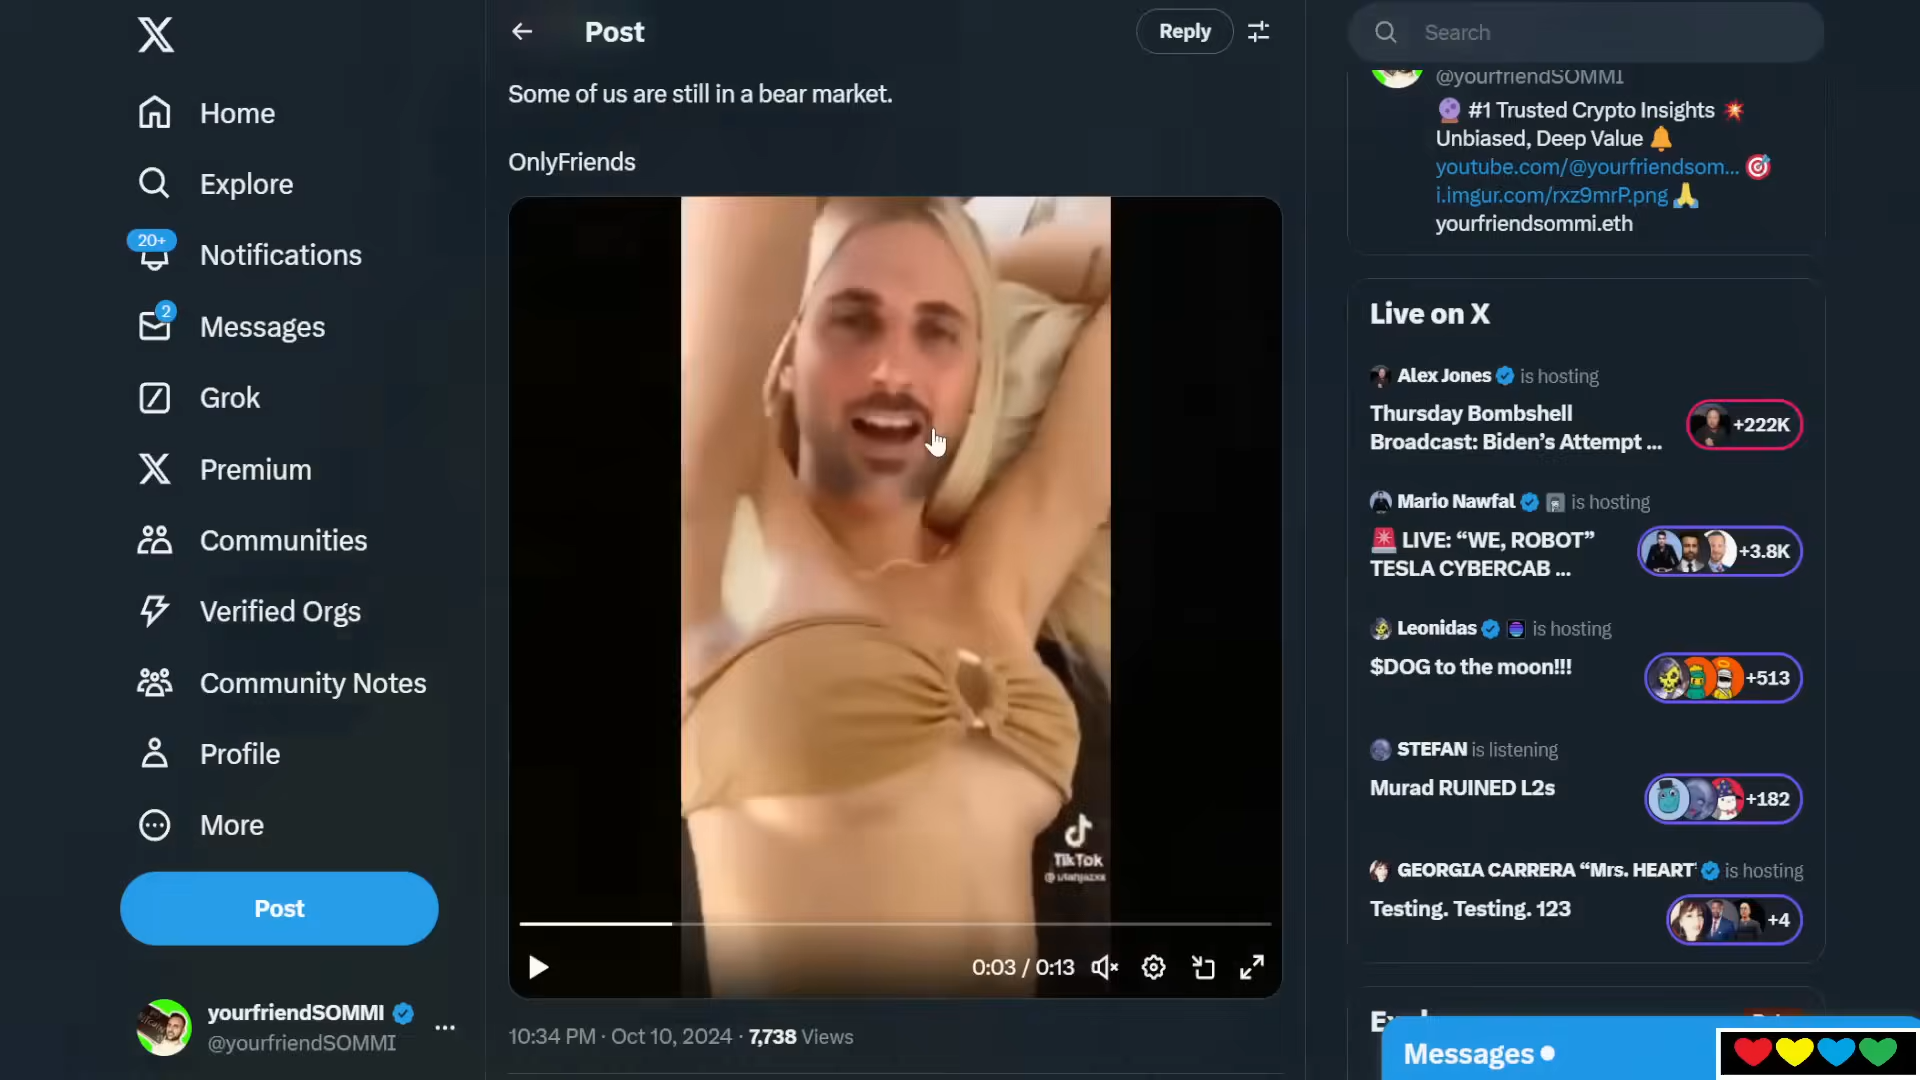 Home
Explore
20+
Notifications
2
Messages
Grok
Premium
Communities
Verified Orgs
Community Notes
Profile
More
Post
yourfriendSOMMI
@yourfriendSOMMI
Post
Reply
Some of us are still in a bear market.
OnlyFriends
TikTok
0:03 / 0:13
10:34 PM · Oct 10, 2024 · 7,738 Views
Search
@yourfriendSOMMI
#1 Trusted Crypto Insights
Unbiased, Deep Value
youtube.com/@yourfriendsom...
i.imgur.com/rxz9mrP.png
yourfriendsommi.eth
Live on X
Alex Jones is hosting
Thursday Bombshell
Broadcast: Biden's Attempt ...
+222K
Mario Nawfal is hosting
LIVE: “WE, ROBOT”
TESLA CYBERCAB ...
+3.8K
Leonidas is hosting
$DOG to the moon!!!
+513
STEFAN is listening
Murad RUINED L2s
+182
GEORGIA CARRERA “Mrs. HEART is hosting
Testing. Testing. 123
+4
Messages